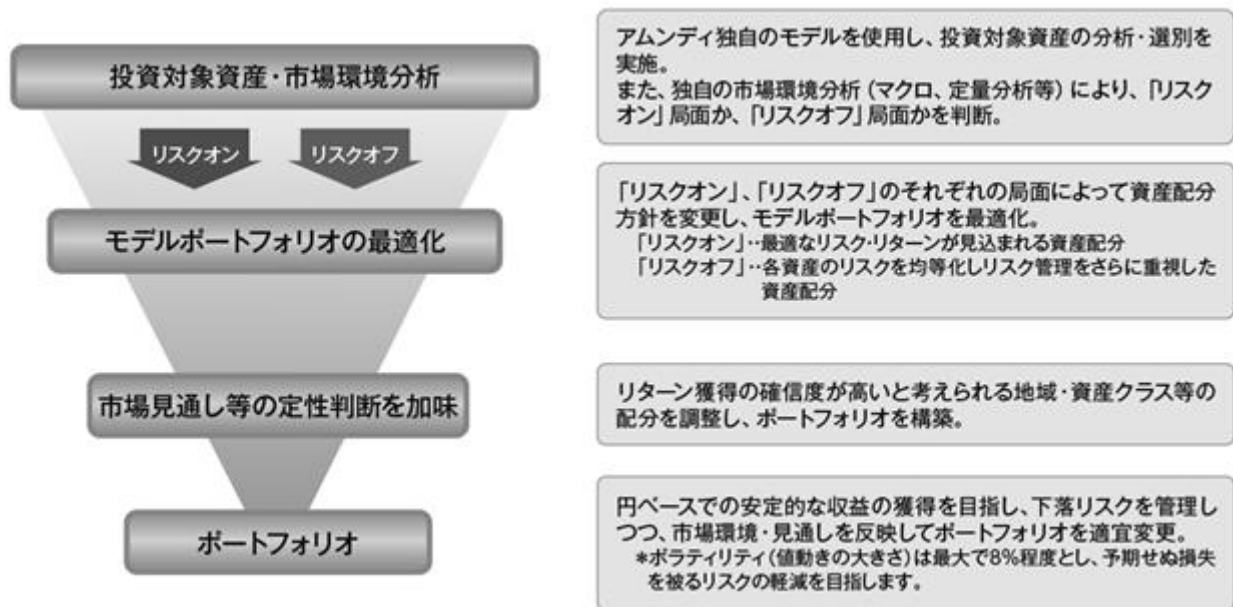 投資対象資産・市場環境分析
アムンディ独自のモデルを使用し、投資対象資産の分析・選別を
実施。
また、独自の市場環境分析（マクロ、定量分析等）により、「リスク
オン」局面か、「リスクオフ」局面かを判断。
リスクオン
リスクオフ
モデルポートフォリオの最適化
「リスクオン」、「リスクオフ」のそれぞれの局面によって資産配分
方針を変更し、モデルポートフォリオを最適化。
「リスクオン」‥最適なリスク・リターンが見込まれる資産配分
「リスクオフ」‥各資産のリスクを均等化しリスク管理をさらに重視した
資産配分
市場見通し等の定性判断を加味
リターン獲得の確信度が高いと考えられる地域・資産クラス等の
配分を調整し、ポートフォリオを構築。
ポートフォリオ
円ベースでの安定的な収益の獲得を目指し、下落リスクを管理し
つつ、市場環境・見通しを反映してポートフォリオを適宜変更。
＊ボラティリティ（値動きの大きさ）は最大で8％程度とし、予期せぬ損失
を被るリスクの軽減を目指します。